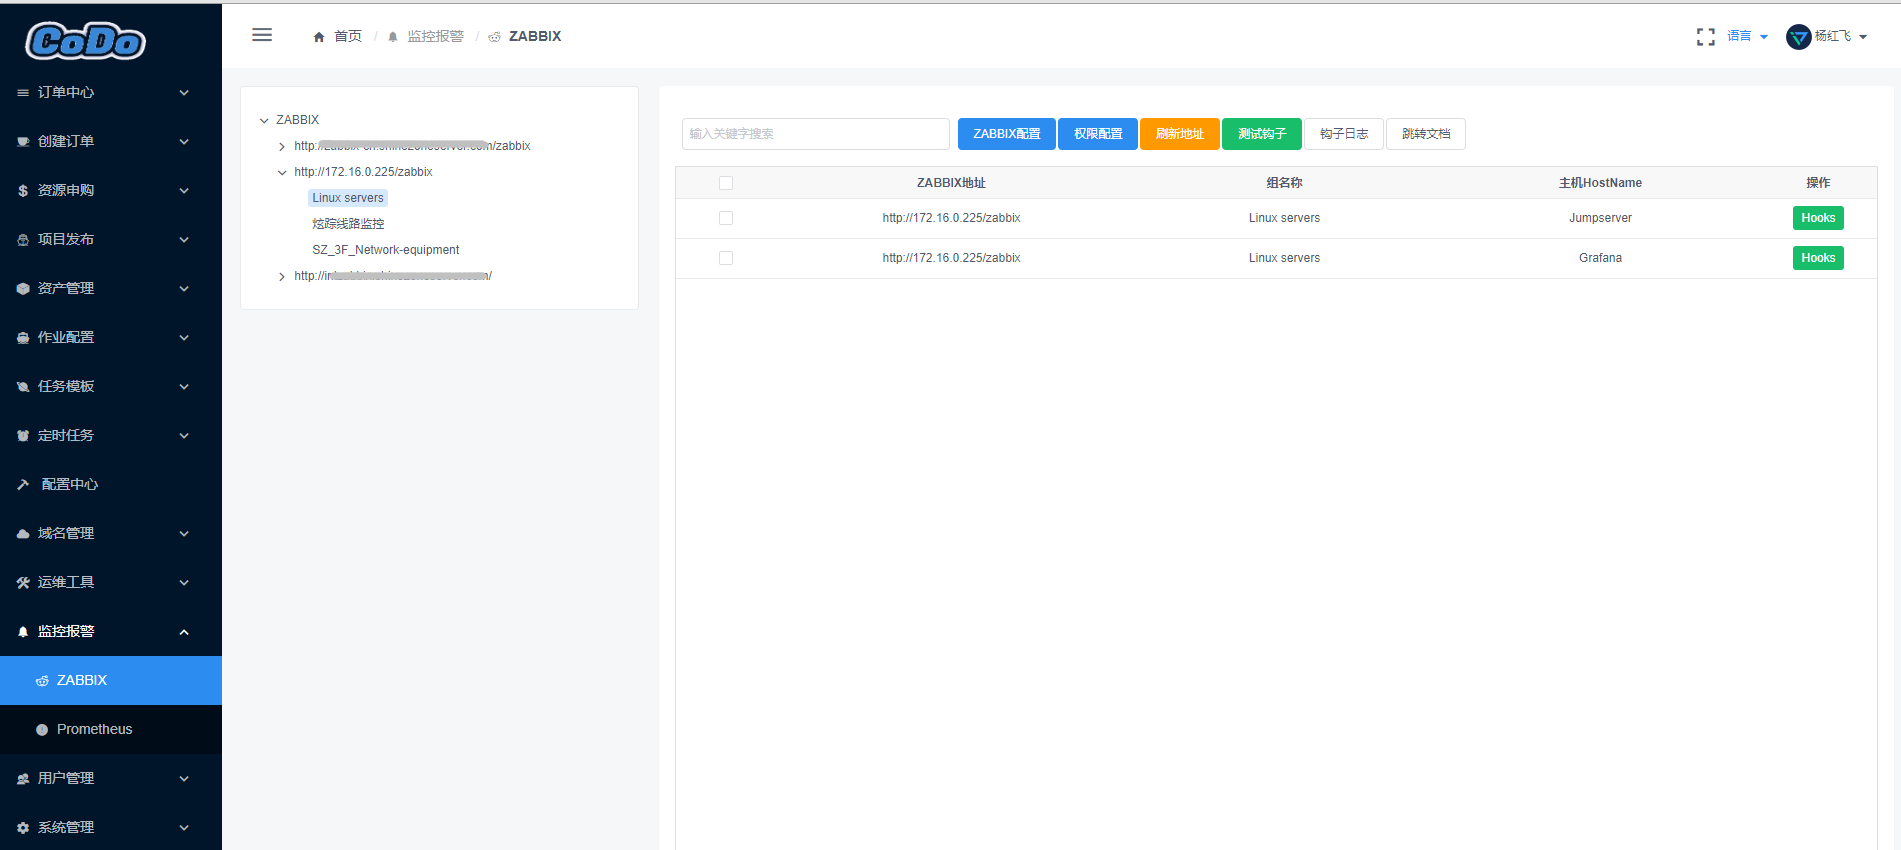 CoDo
订单中心
创建订单
资源申购
项目发布
资产管理
作业配置
任务模板
定时任务
配置中心
域名管理
运维工具
监控报警
ZABBIX
Prometheus
用户管理
系统管理
首页 / 监控报警 / ZABBIX
语言
杨红飞
ZABBIX
http:/ /zabbix
http://172.16.0.225/zabbix
Linux servers
炫踪线路监控
SZ_3F_Network-equipment
http://in /
输入关键字搜索 ZABBIX配置 权限配置 刷新地址 测试钩子 钩子日志 跳转文档
ZABBIX地址 组名称 主机HostName 操作
http://172.16.0.225/zabbix Linux servers Jumpserver Hooks
http://172.16.0.225/zabbix Linux servers Grafana Hooks